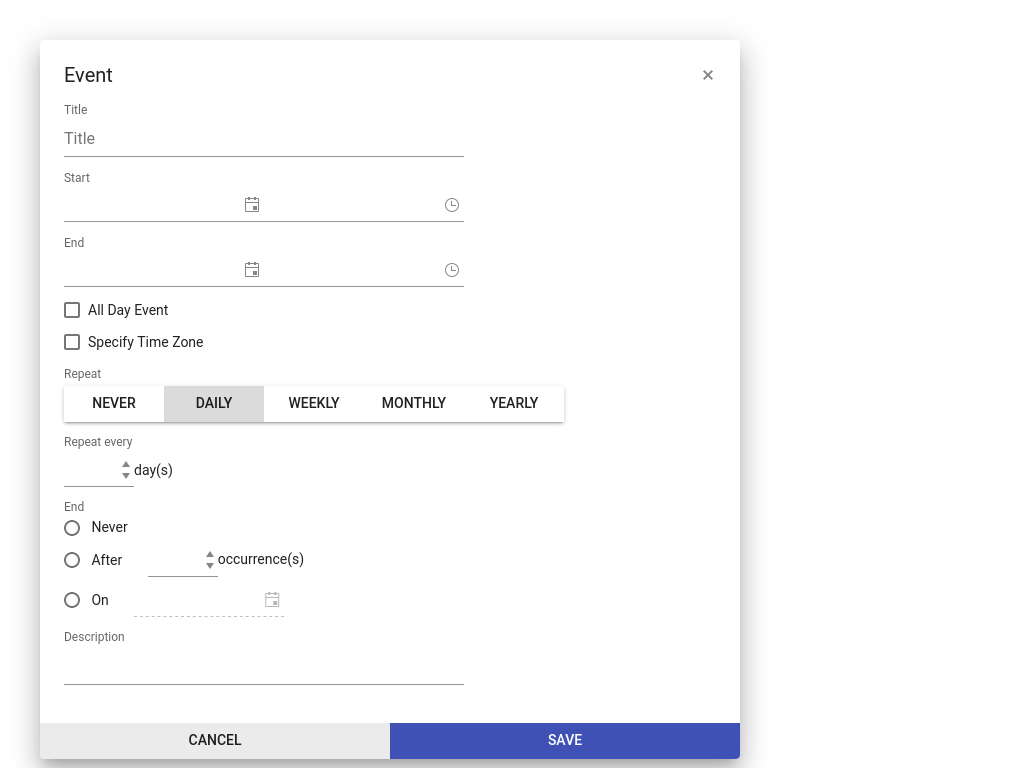 Event
Title
Title
Start
End
All Day Event
Specify Time Zone
Repeat
NEVER DAILY WEEKLY MONTHLY YEARLY
Repeat every
day(s)
End
Never
After occurrence(s)
On
Description
CANCEL SAVE